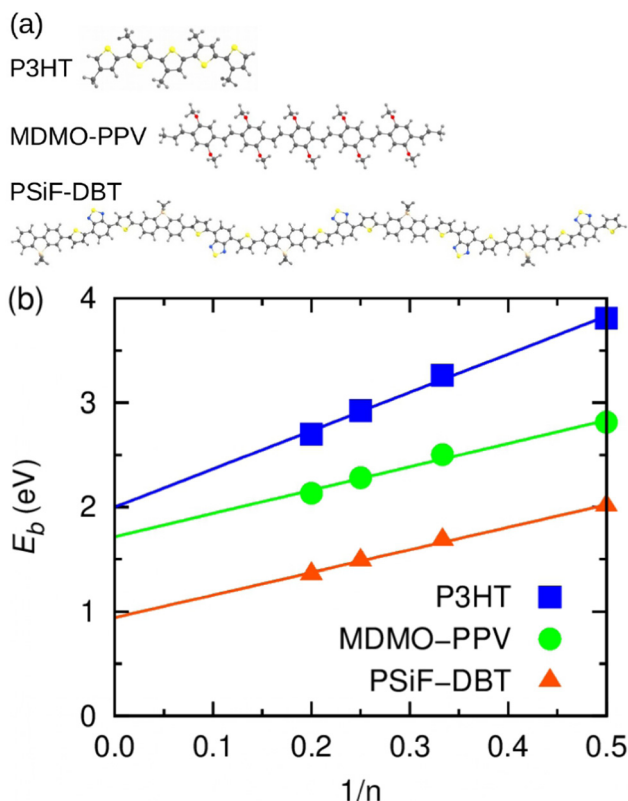 (a)
P3HT
MDMO-PPV
PSiF-DBT
(b)
4
3
2
1
0
E_b (eV)
P3HT
MDMO−PPV
PSiF−DBT
0.0 0.1 0.2 0.3 0.4 0.5
1/n